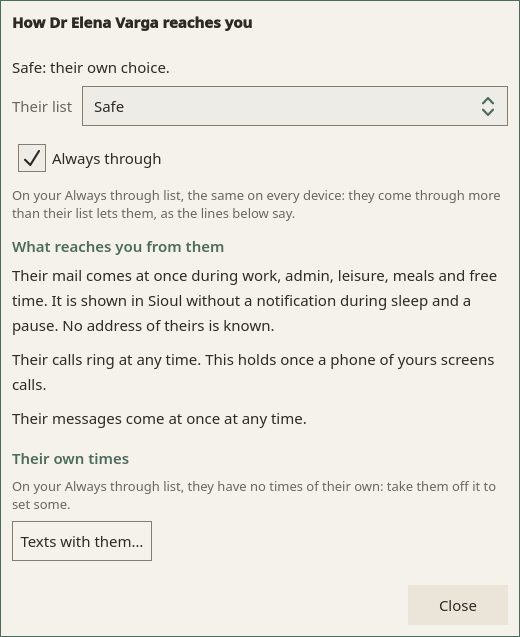 How Dr Elena Varga reaches you
Safe: their own choice.
Their list
Safe
Always through
On your Always through list, the same on every device: they come through more
than their list lets them, as the lines below say.
What reaches you from them
Their mail comes at once during work, admin, leisure, meals and free
time. It is shown in Sioul without a notification during sleep and a
pause. No address of theirs is known.
Their calls ring at any time. This holds once a phone of yours screens
calls.
Their messages come at once at any time.
Their own times
On your Always through list, they have no times of their own: take them off it to
set some.
Texts with them...
Close